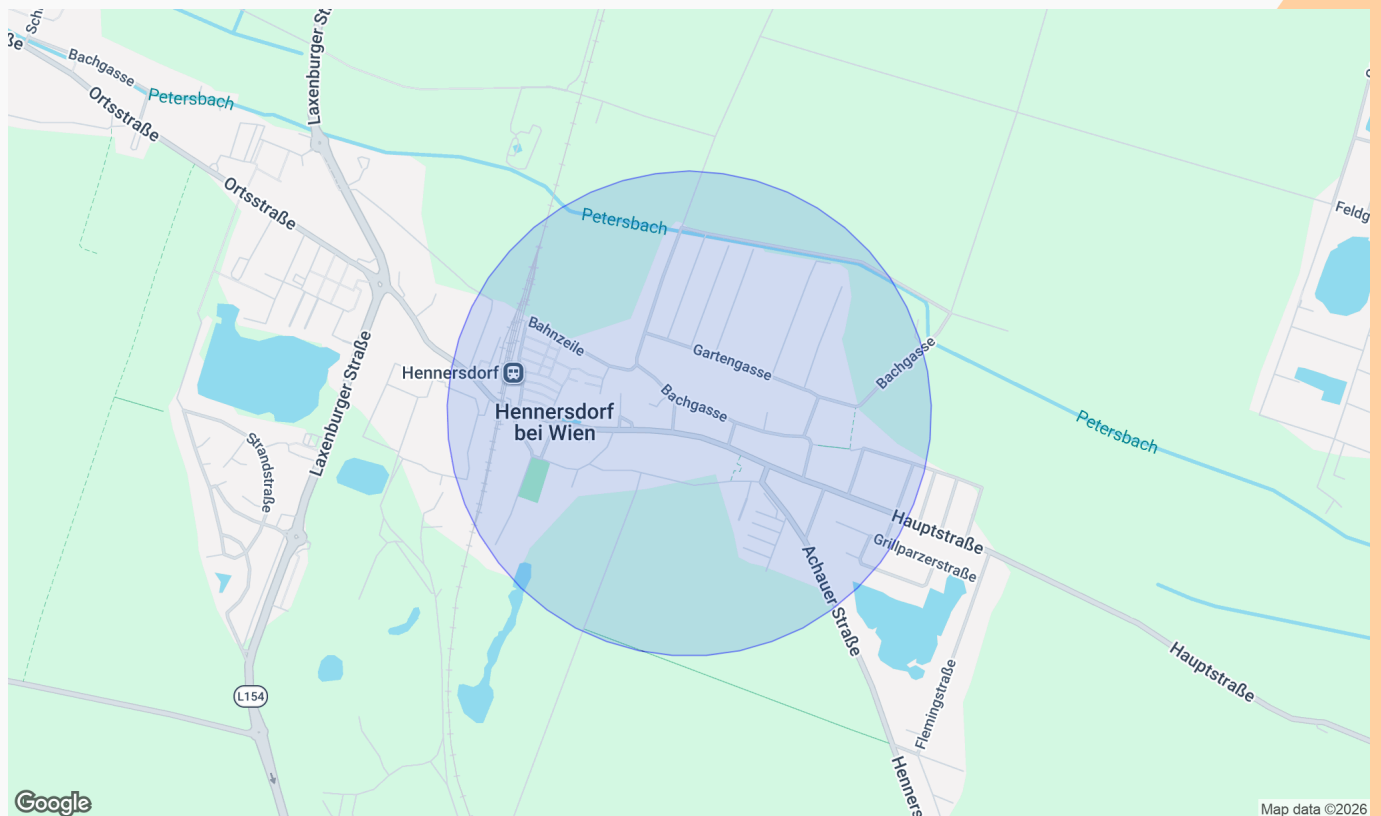 Laxenburger St
Bachgasse
Petersbach
Ortsstraße
Ortsstraße
Petersbach
Feldg
Bahnzeile
Gartengasse
Bachgasse
Hennersdorf
Laxenburger Straße
Bachgasse
Hennersdorf
bei Wien
Petersbach
Strandstraße
Hauptstraße
Grillparzerstraße
Achauer Straße
Hauptstraße
Flemingstraße
L154
Henners
Google
Map data ©2026